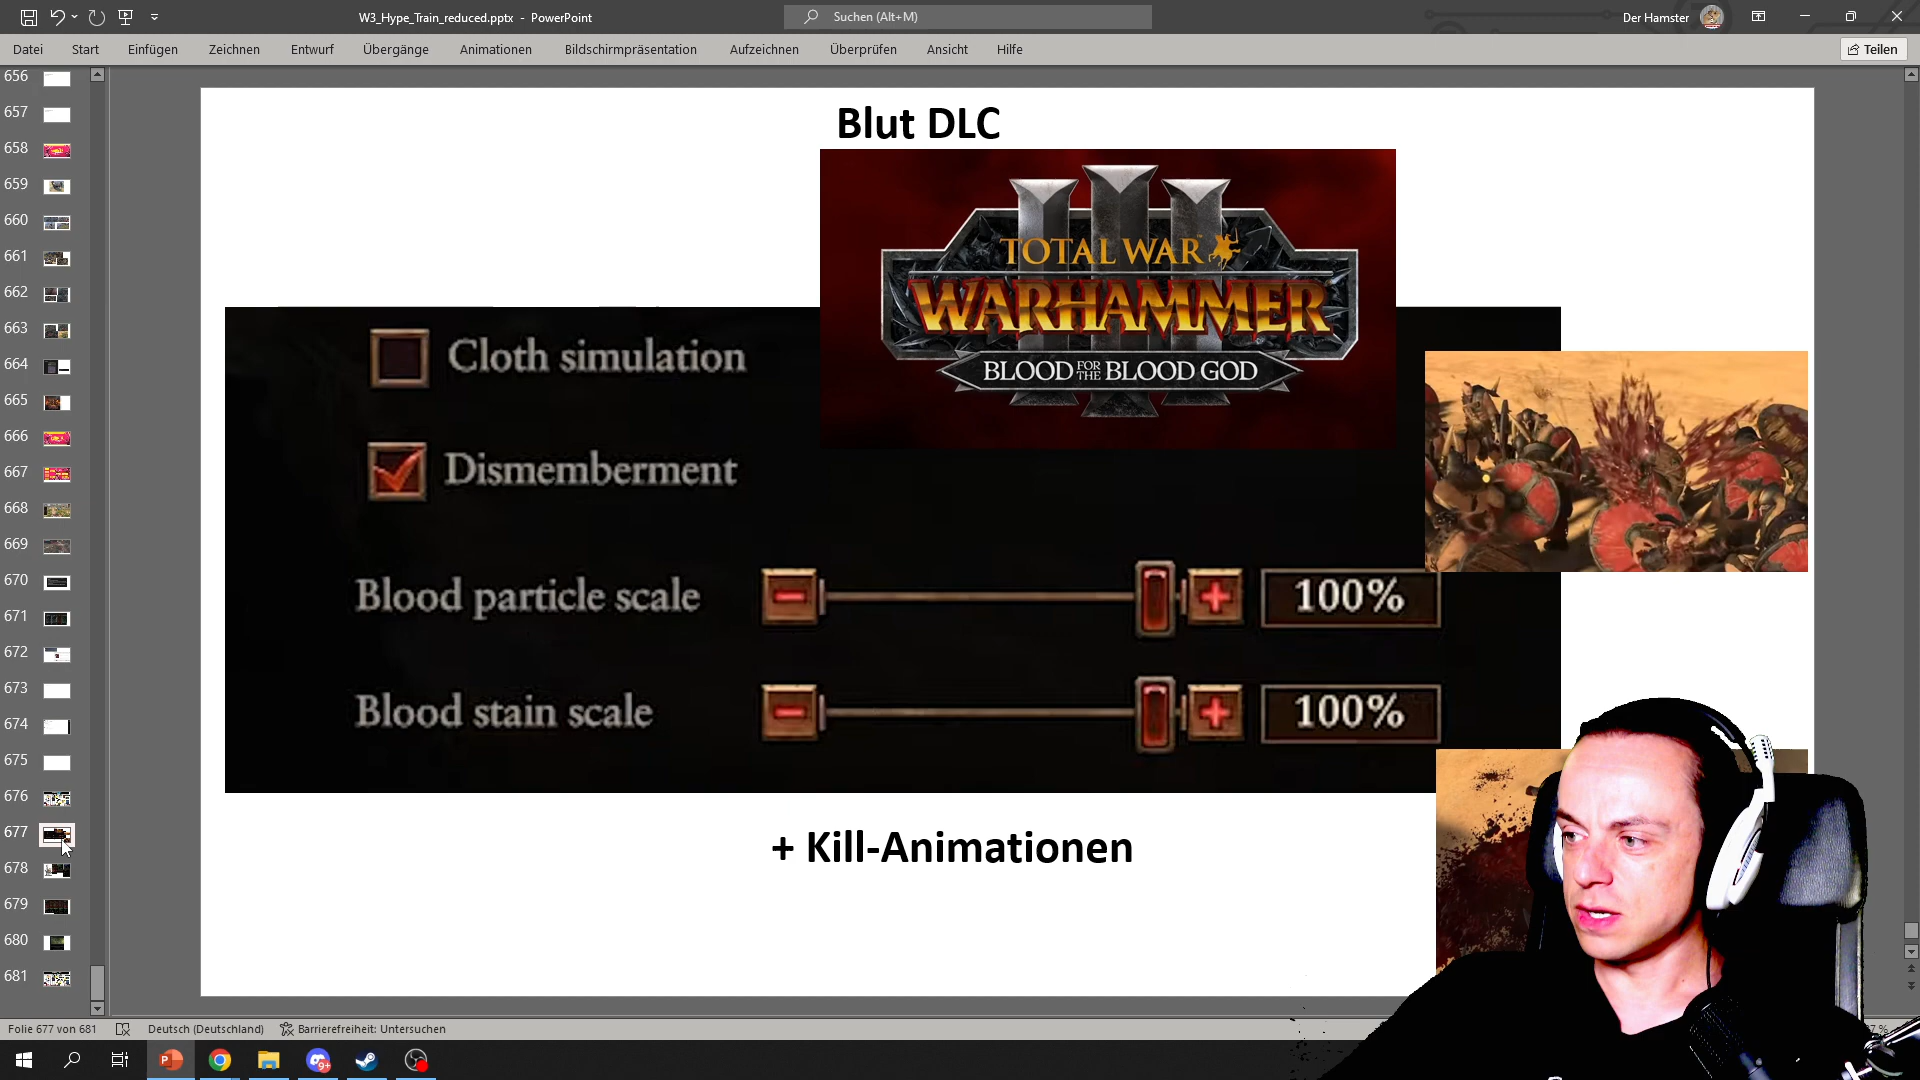 W3_Hype_Train_reduced.pptx - PowerPoint
Suchen (Alt+M)
Der Hamster
Datei
Start
Einfügen
Zeichnen
Entwurf
Übergänge
Animationen
Bildschirmpräsentation
Aufzeichnen
Überprüfen
Ansicht
Hilfe
Teilen
656
657
658
659
660
661
662
663
664
665
666
667
668
669
670
671
672
673
674
675
676
677
678
679
680
681
Blut DLC
III
TOTAL WAR
WARHAMMER
BLOOD FOR THE BLOOD GOD
Cloth simulation
Dismemberment
Blood particle scale
100%
Blood stain scale
100%
+ Kill-Animationen
Folie 677 von 681
Deutsch (Deutschland)
Barrierefreiheit: Untersuchen
9+